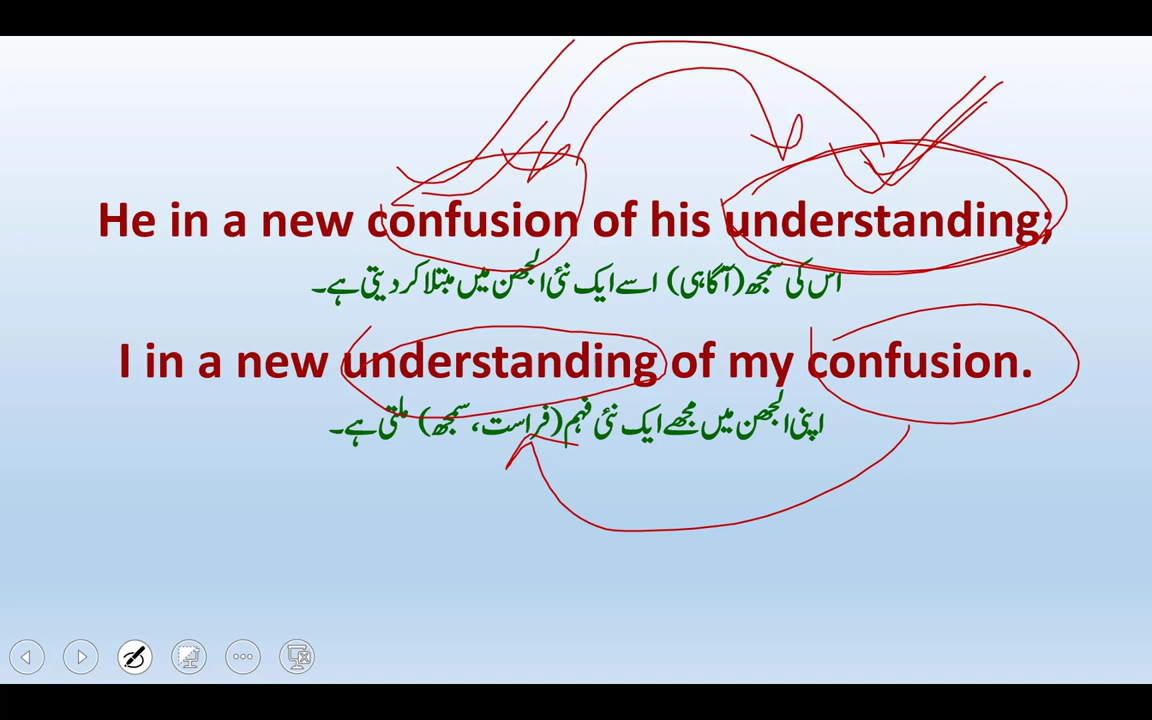 He in a new confusion of his understanding;
اس کی سمجھ (آگاہی) اسے ایک نئی الجھن میں مبتلا کر دیتی ہے۔
I in a new understanding of my confusion.
اپنی الجھن میں مجھے ایک نئی فہم (فراست، سمجھ) ملتی ہے۔